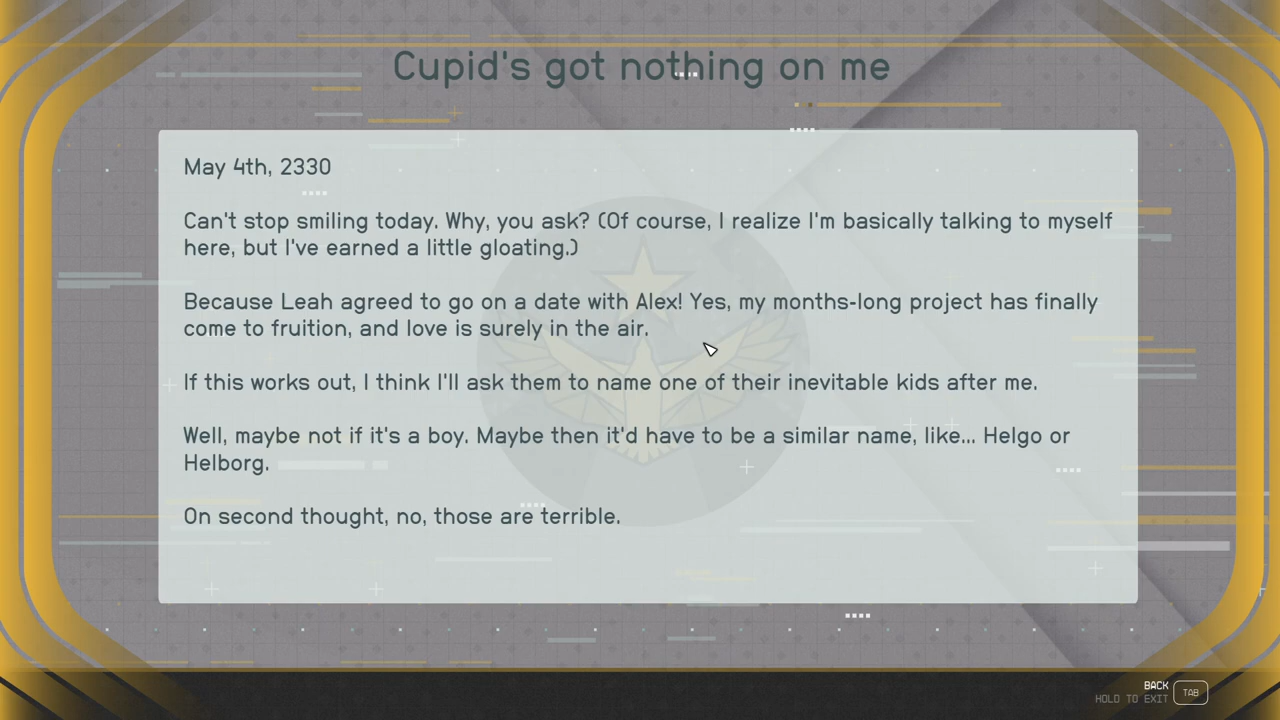 Cupid's got nothing on me
May 4th, 2330
Can't stop smiling today. Why, you ask? (Of course, I realize I'm basically talking to myself
here, but I've earned a little gloating.)
Because Leah agreed to go on a date with Alex! Yes, my months-long project has finally
come to fruition, and love is surely in the air.
If this works out, I think I'll ask them to name one of their inevitable kids after me.
Well, maybe not if it's a boy. Maybe then it'd have to be a similar name, like... Helgo or
Helborg.
On second thought, no, those are terrible.
BACK
HOLD TO EXIT
TAB